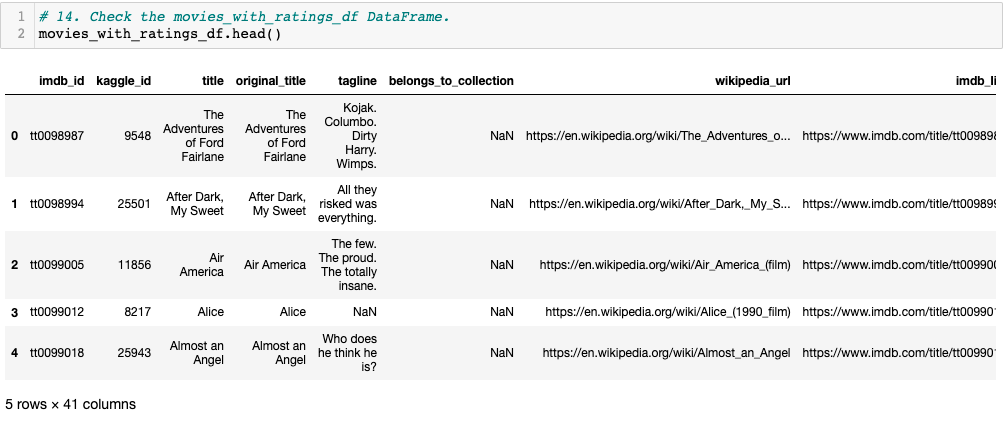 1 # 14. Check the movies_with_ratings_df DataFrame.
2 movies_with_ratings_df.head()
imdb_id kaggle_id title original_title tagline belongs_to_collection wikipedia_url imdb_li
0 tt0098987 9548 The Adventures of Ford Fairlane The Adventures of Ford Fairlane Kojak. Columbo. Dirty Harry. Wimps. NaN https://en.wikipedia.org/wiki/The_Adventures_o... https://www.imdb.com/title/tt009898
1 tt0098994 25501 After Dark, My Sweet After Dark, My Sweet All they risked was everything. NaN https://en.wikipedia.org/wiki/After_Dark,_My_S... https://www.imdb.com/title/tt009899
2 tt0099005 11856 Air America Air America The few. The proud. The totally insane. NaN https://en.wikipedia.org/wiki/Air_America_(film) https://www.imdb.com/title/tt009900
3 tt0099012 8217 Alice Alice NaN NaN https://en.wikipedia.org/wiki/Alice_(1990_film) https://www.imdb.com/title/tt009901
4 tt0099018 25943 Almost an Angel Almost an Angel Who does he think he is? NaN https://en.wikipedia.org/wiki/Almost_an_Angel https://www.imdb.com/title/tt009901
5 rows × 41 columns